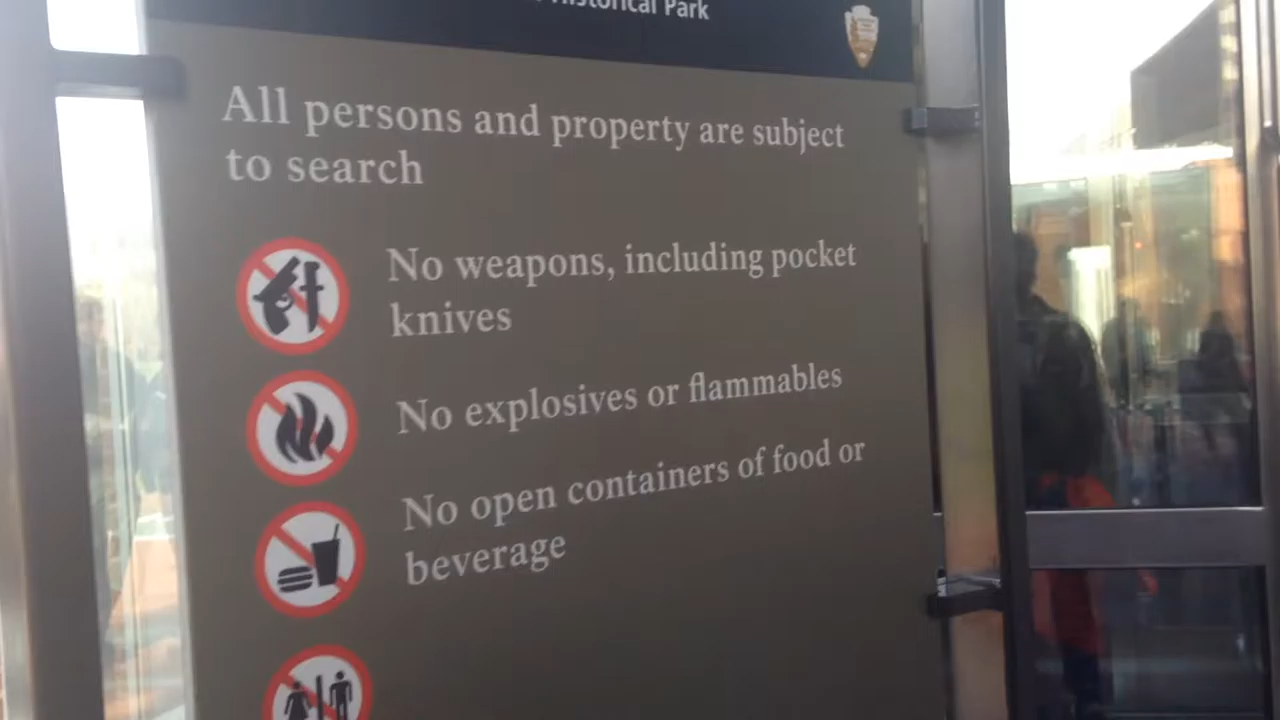 Historical Park
All persons and property are subject
to search
No weapons, including pocket
knives
No explosives or flammables
No open containers of food or
beverage